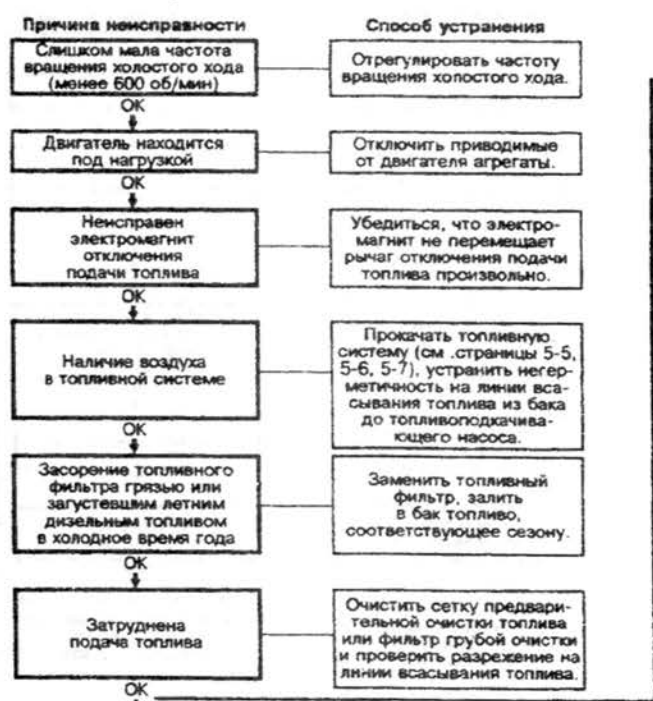 Причина неисправности
Способ устранения
Слишком мала частота
вращения холостого хода
(менее 600 об/мин)
Отрегулировать частоту
вращения холостого хода.
OK
Двигатель находится
под нагрузкой
Отключить приводимые
от двигателя агрегаты.
OK
Неисправен
электромагнит
отключения
подачи топлива
Убедиться, что электро-
магнит не перемещает
рычаг отключения подачи
топлива произвольно.
OK
Наличие воздуха
в топливной системе
Прокачать топливную
систему (см .страницы 5-5,
5-6, 5-7), устранить негер-
метичность на линии вса-
сывания топлива из бака
до топливоподкачива-
ющего насоса.
OK
Засорение топливного
фильтра грязью или
загустевшим летним
дизельным топливом
в холодное время года
Заменить топливный
фильтр, залить
в бак топливо,
соответствующее сезону.
OK
Затруднена
подача топлива
Очистить сетку предвари-
тельной очистки топлива
или фильтр грубой очистки
и проверить разрежение на
линии всасывания топлива.
OK